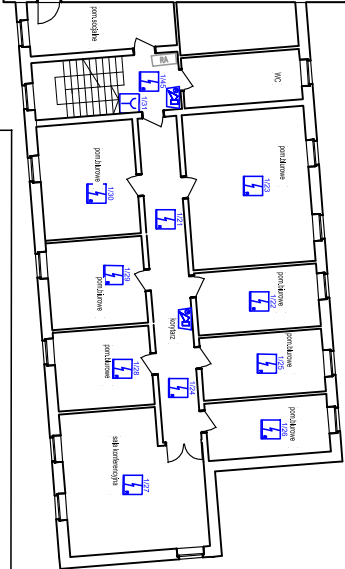 pom.socjalne
RA
1/45
WC
1/31
pom.biurowe
1/30
1/21
pom.biurowe
1/23
1/29
pom.biurowe
korytarz
pom.biurowe
1/22
pom.biurowe
1/28
1/24
pom.biurowe
1/25
sala konferencyjna
1/27
pom.biurowe
1/26